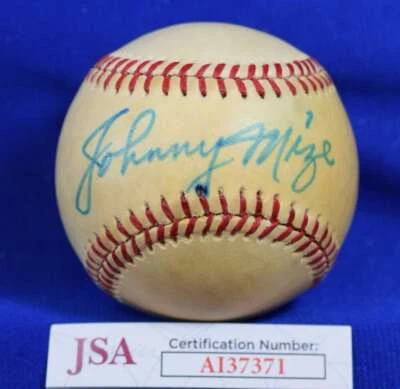 Johnny Mize
JSA
Certification Number:
AI37371